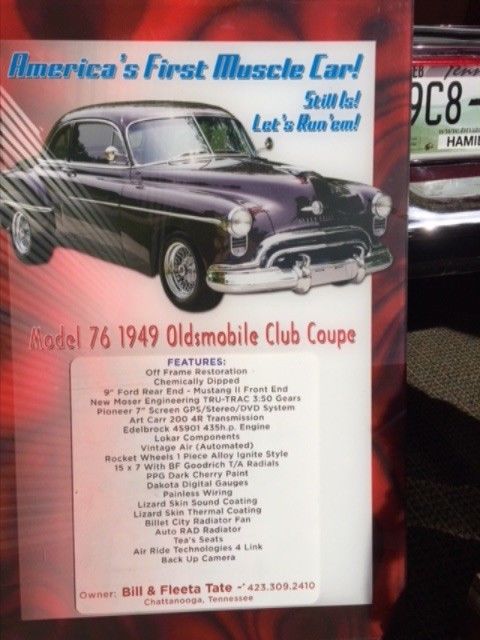 America's First Muscle Car!
Still Is!
Let's Run'em!
9C8-
HAMIL
Model 76 1949 Oldsmobile Club Coupe
FEATURES:
Off Frame Restoration
Chemically Dipped
9" Ford Rear End - Mustang II Front End
New Moser Engineering TRU-TRAC 3:50 Gears
Pioneer 7" Screen GPS/Stereo/DVD System
Art Carr 200 4R Transmission
Edelbrock 45901 435h.p. Engine
Lokar Components
Vintage Air (Automated)
Rocket Wheels 1 Piece Alloy Ignite Style
15 x 7 With BF Goodrich T/A Radials
PPG Dark Cherry Paint
Dakota Digital Gauges
Painless Wiring
Lizard Skin Sound Coating
Lizard Skin Thermal Coating
Billet City Radiator Fan
Auto RAD Radiator
Tea's Seats
Air Ride Technologies 4 Link
Back Up Camera
Owner: Bill & Fleeta Tate - 423.309.2410
Chattanooga, Tennessee